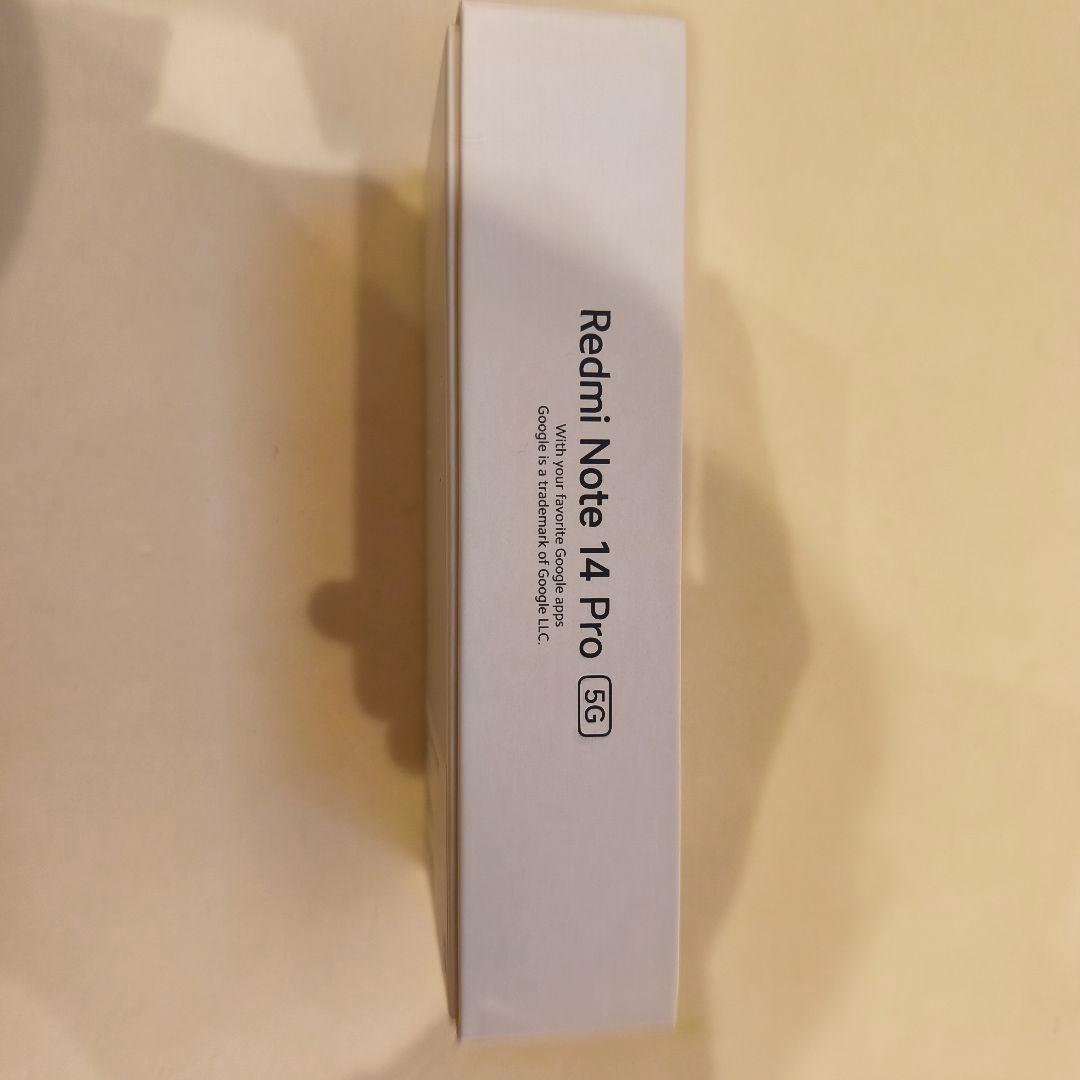 Redmi Note 14 Pro 5G
With your favorite Google apps
Google is a trademark of Google LLC.